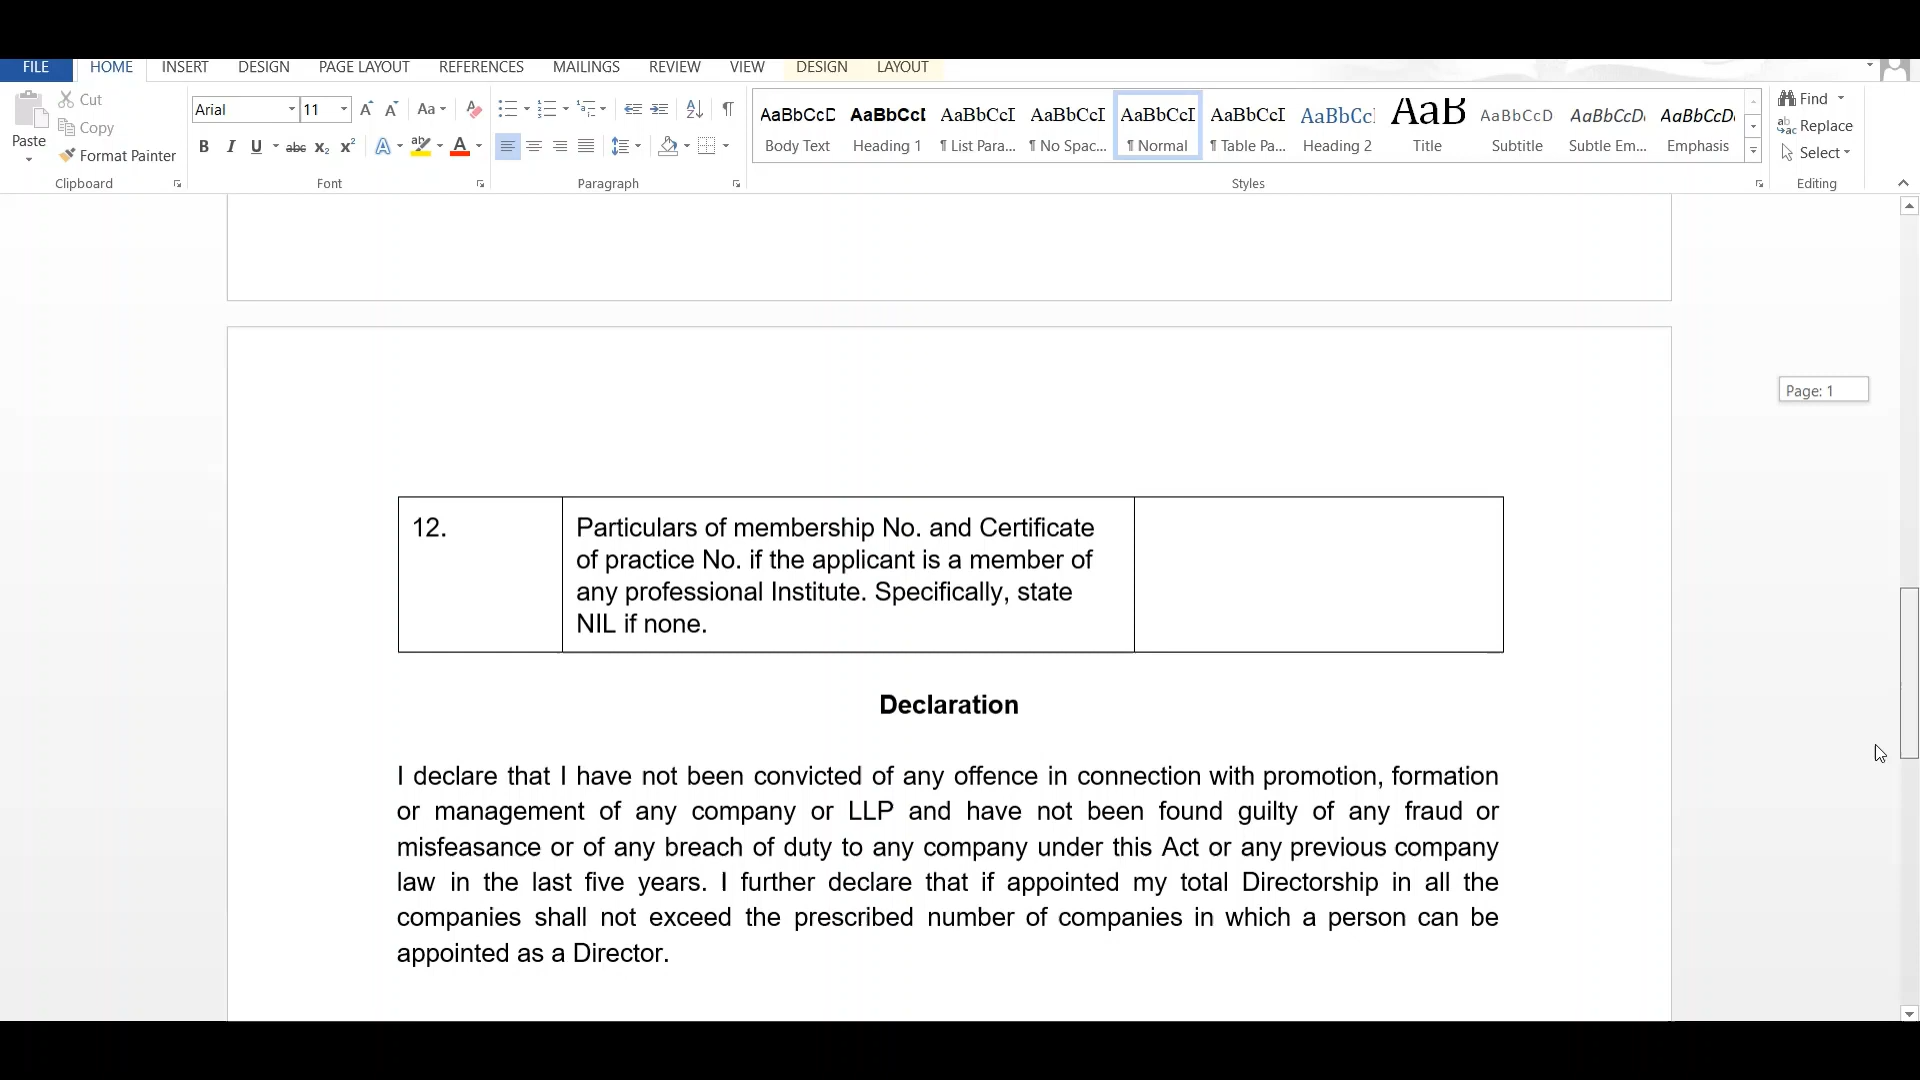 FILE HOME INSERT DESIGN PAGE LAYOUT REFERENCES MAILINGS REVIEW VIEW DESIGN LAYOUT
Paste
Cut
Copy
Format Painter
Clipboard
Arial 11
Aa
B I U abc X₂ X² A A
Font
Paragraph
AaBbCcD AaBbCcI AaBbCcI AaBbCcI AaBbCcI AaBbCcI AaBbCc AaB AaBbCcD AaBbCcD AaBbCcD
Body Text Heading 1 ¶ List Para... ¶ No Spac... ¶ Normal ¶ Table Pa... Heading 2 Title Subtitle Subtle Em... Emphasis
Styles
Find
Replace
Select
Editing
Page: 1
12.
Particulars of membership No. and Certificate
of practice No. if the applicant is a member of
any professional Institute. Specifically, state
NIL if none.
Declaration
I declare that I have not been convicted of any offence in connection with promotion, formation
or management of any company or LLP and have not been found guilty of any fraud or
misfeasance or of any breach of duty to any company under this Act or any previous company
law in the last five years. I further declare that if appointed my total Directorship in all the
companies shall not exceed the prescribed number of companies in which a person can be
appointed as a Director.